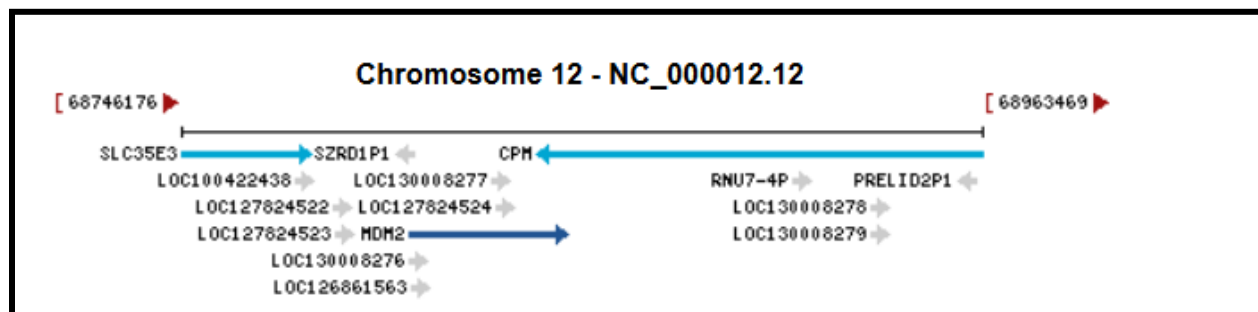 Chromosome 12 - NC_000012.12
[ 68746176 [ 68963469
SLC35E3 SZRD1P1 CPM
LOC100422438 LOC130008277 RNU7-4P PRELID2P1
LOC127824522 LOC127824524 LOC130008278
LOC127824523 MDM2 LOC130008279
LOC130008276
LOC126861563